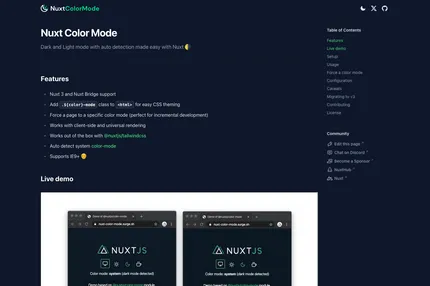 NuxtColorMode
Nuxt Color Mode
Dark and Light mode with auto detection made easy with Nuxt 🌗
Features
Nuxt 3 and Nuxt Bridge support
Add .${color}-mode class to <html> for easy CSS theming
Force a page to a specific color mode (perfect for incremental development)
Works with client-side and universal rendering
Works out of the box with @nuxtjs/tailwindcss
Auto detect system color-mode
Supports IE9+
Live demo
NUXTJS
Color mode: system (dark mode detected)
NUXTJS
Color mode: system (dark mode detected)
Table of Contents
Features
Live demo
Setup
Usage
Force a color mode
Configuration
Caveats
Migrating to v3
Contributing
License
Community
Edit this page
Chat on Discord
Become a Sponsor
NuxtHub
Nuxt